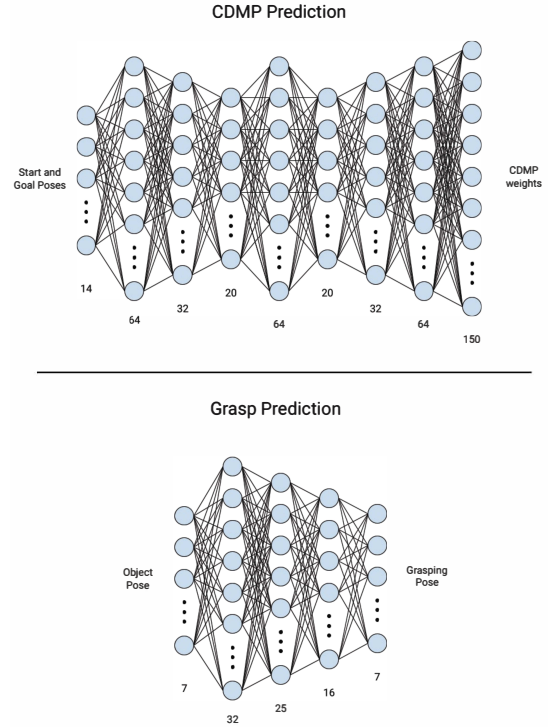 CDMP Prediction
Start and
Goal Poses
CDMP
weights
14
64
32
20
64
20
32
64
150
Grasp Prediction
Object
Pose
Grasping
Pose
7
32
25
16
7